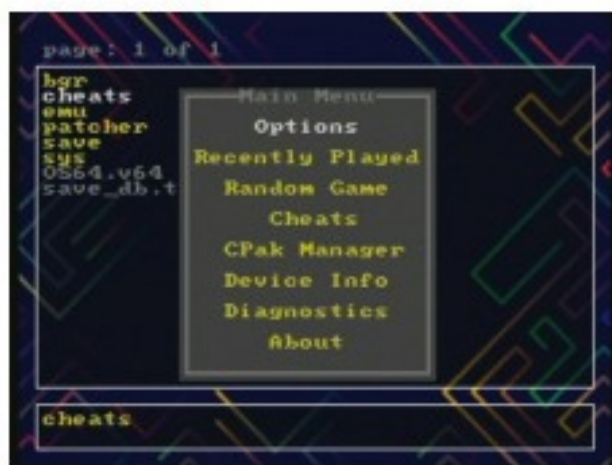 page: 1 of 1
bgr
cheats
emu
patcher
save
sys
OS64.v64
save_db.t
Main Menu
Options
Recently Played
Random Game
Cheats
CPak Manager
Device Info
Diagnostics
About
cheats